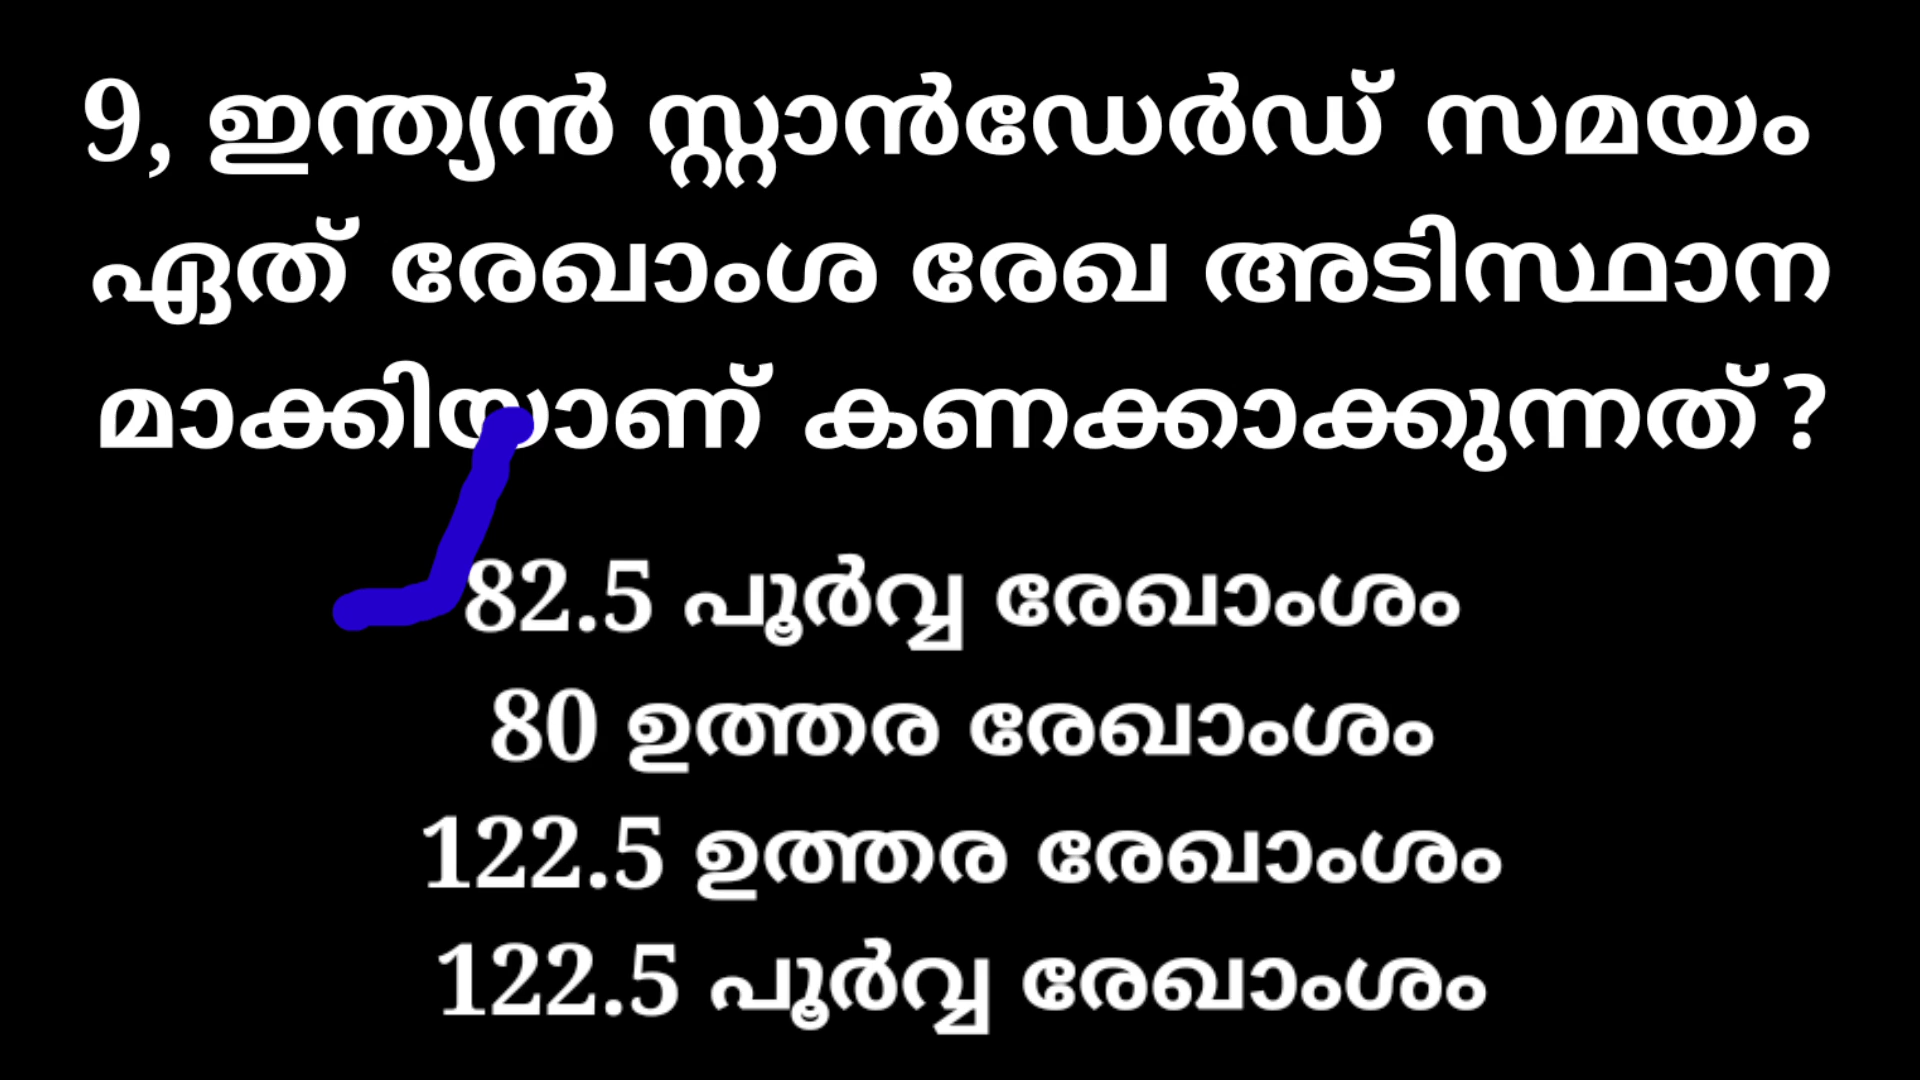 9, ഇന്ത്യൻ സ്റ്റാൻഡേർഡ് സമയം
ഏത് രേഖാംശ രേഖ അടിസ്ഥാന
മാക്കിയാണ് കണക്കാക്കുന്നത്?
82.5 പൂർവ്വ രേഖാംശം
80 ഉത്തര രേഖാംശം
122.5 ഉത്തര രേഖാംശം
122.5 പൂർവ്വ രേഖാംശം